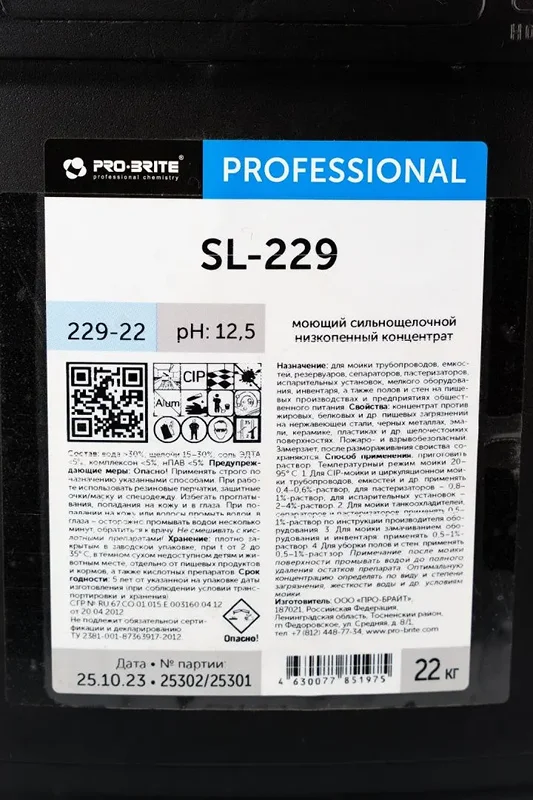 PRO-BRITE®
professional chemistry
PROFESSIONAL
SL-229
229-22
pH: 12,5
моющий сильнощелочной
низкопенный концентрат
CIP
Alum
Состав: вода >30%, щелочи 15–30%, соль ЭДТА
<5%, комплексон <5%, нПАВ <5% Предупреж-
дающие меры: Опасно! Применять строго по
назначению указанными способами. При рабо-
те использовать резиновые перчатки, защитные
очки/маску и спецодежду. Избегать проглаты-
вания, попадания на кожу и в глаза. При по-
падании на кожу или волосы промыть водой, в
глаза – осторожно промывать водой несколько
минут, обратиться к врачу. Не смешивать с кис-
лотными препаратами! Хранение: плотно за-
крытым в заводской упаковке, при t от 2 до
35°С, в темном сухом недоступном детям и жи-
вотным месте, отдельно от пищевых продуктов
и кормов, а также кислотных препаратов. Срок
годности: 5 лет от указанной на упаковке даты
изготовления при соблюдении условий транс-
портировки и хранения.
СГР № RU.67.CO.01.015.E.003160.04.12
от 20.04.2012
Не подлежит обязательной серти-
фикации и декларированию
ТУ 2381-001-87363917-2012.
Опасно!
Назначение: для мойки трубопроводов, емкос-
тей, резервуаров, сепараторов, пастеризаторов,
испарительных установок, мелкого оборудова-
ния, инвентаря, а также полов и стен на пище-
вых производствах и предприятиях обществен-
ного питания. Свойства: концентрат против
жировых, белковых и др. пищевых загрязнений
на нержавеющей стали, черных металлах, эма-
ли, керамике, пластиках и др. щелочестойких
поверхностях. Пожаро- и взрывобезопасный
Замерзает, после размораживания свойства со-
храняются. Способ применения: приготовить
раствор. Температурный режим мойки 20–
95° С. 1. Для CIP-мойки и циркуляционной мой-
ки трубопроводов, емкостей и др. применять
0,4–0,6%-раствор, для пастеризаторов – 0,8–
1%-раствор, для испарительных установок –
2–4%-раствор. 2. Для мойки танкоохладителей,
сепараторов и пастеризаторов применять 0,5–
1%-раствор по инструкции производителя обо-
рудования. 3. Для мойки замачиванием обо-
рудования и инвентаря применять 0,5–1%-
раствор. 4. Для уборки полов и стен применять
0,5–1%-раствор. Примечание: после мойки
поверхности промывать водой до полного
удаления остатков препарата. Оптимальную
концентрацию определять по виду и степени
загрязнения, жесткости воды и др. условиям
мойки
Изготовитель: ООО «ПРО-БРАЙТ»,
187021, Российская Федерация,
Ленинградская область, Тосненский район,
гп Федоровское, ул. Средняя, д. 8/1,
тел. +7 (812) 448-77-34, www.pro-brite.com
Дата • № партии:
25.10.23 • 25302/25301
4 630077 851975
22 кг